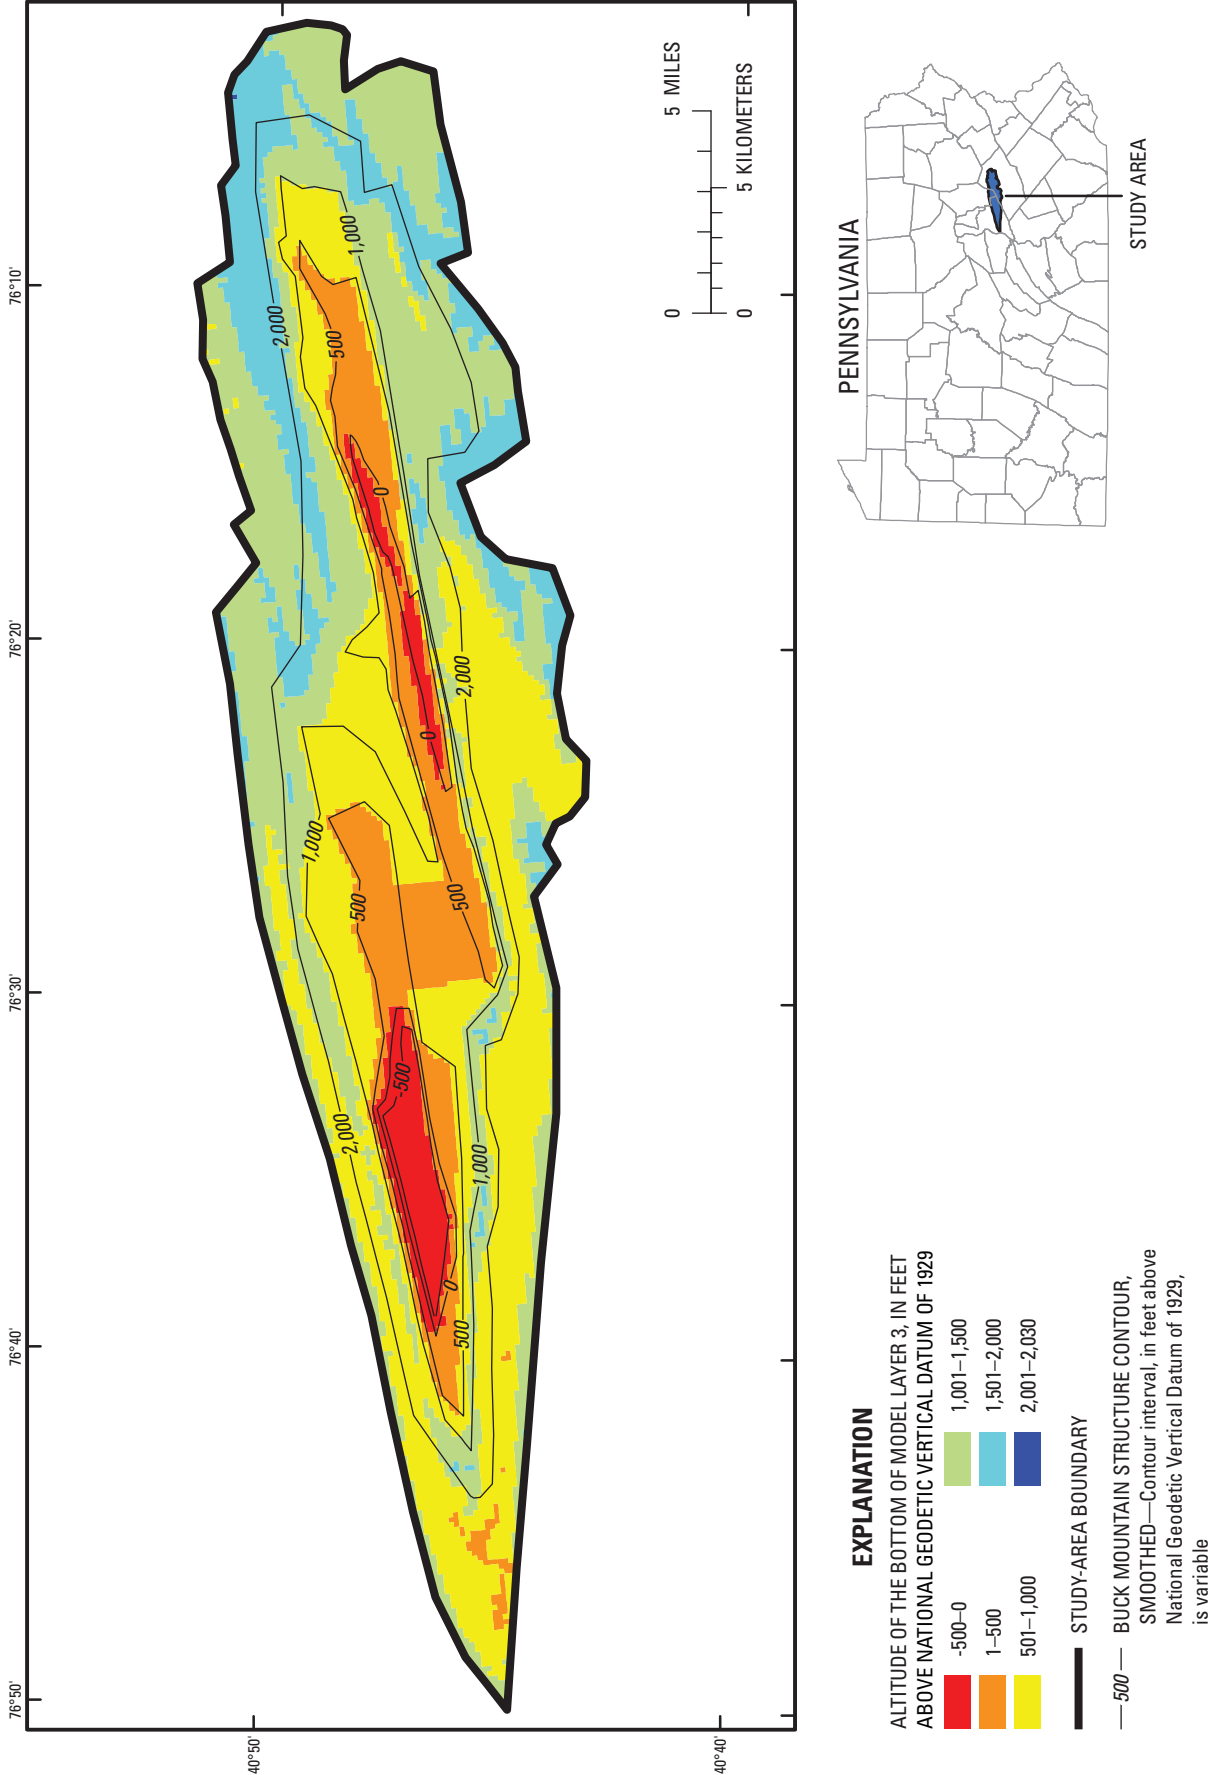 76°50'
76°40'
76°30'
76°20'
76°10'
40°50'
40°40'
2,000
1,000
500
-500
0
500
1,000
2,000
1,000
500
500
0
2,000
0
500
2,000
1,000
0 5 MILES
0 5 KILOMETERS
EXPLANATION
ALTITUDE OF THE BOTTOM OF MODEL LAYER 3, IN FEET
ABOVE NATIONAL GEODETIC VERTICAL DATUM OF 1929
-500–0
1–500
501–1,000
1,001–1,500
1,501–2,000
2,001–2,030
STUDY-AREA BOUNDARY
500 BUCK MOUNTAIN STRUCTURE CONTOUR,
SMOOTHED—Contour interval, in feet above
National Geodetic Vertical Datum of 1929,
is variable
PENNSYLVANIA
STUDY AREA